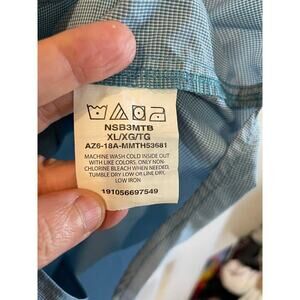 NSB3MTB
XL/XG/TG
AZ6-18A-MMTH53681
MACHINE WASH COLD INSIDE OUT
WITH LIKE COLORS, ONLY NON-
CHLORINE BLEACH WHEN NEEDED,
TUMBLE DRY LOW OR LINE DRY,
LOW IRON
191056697549